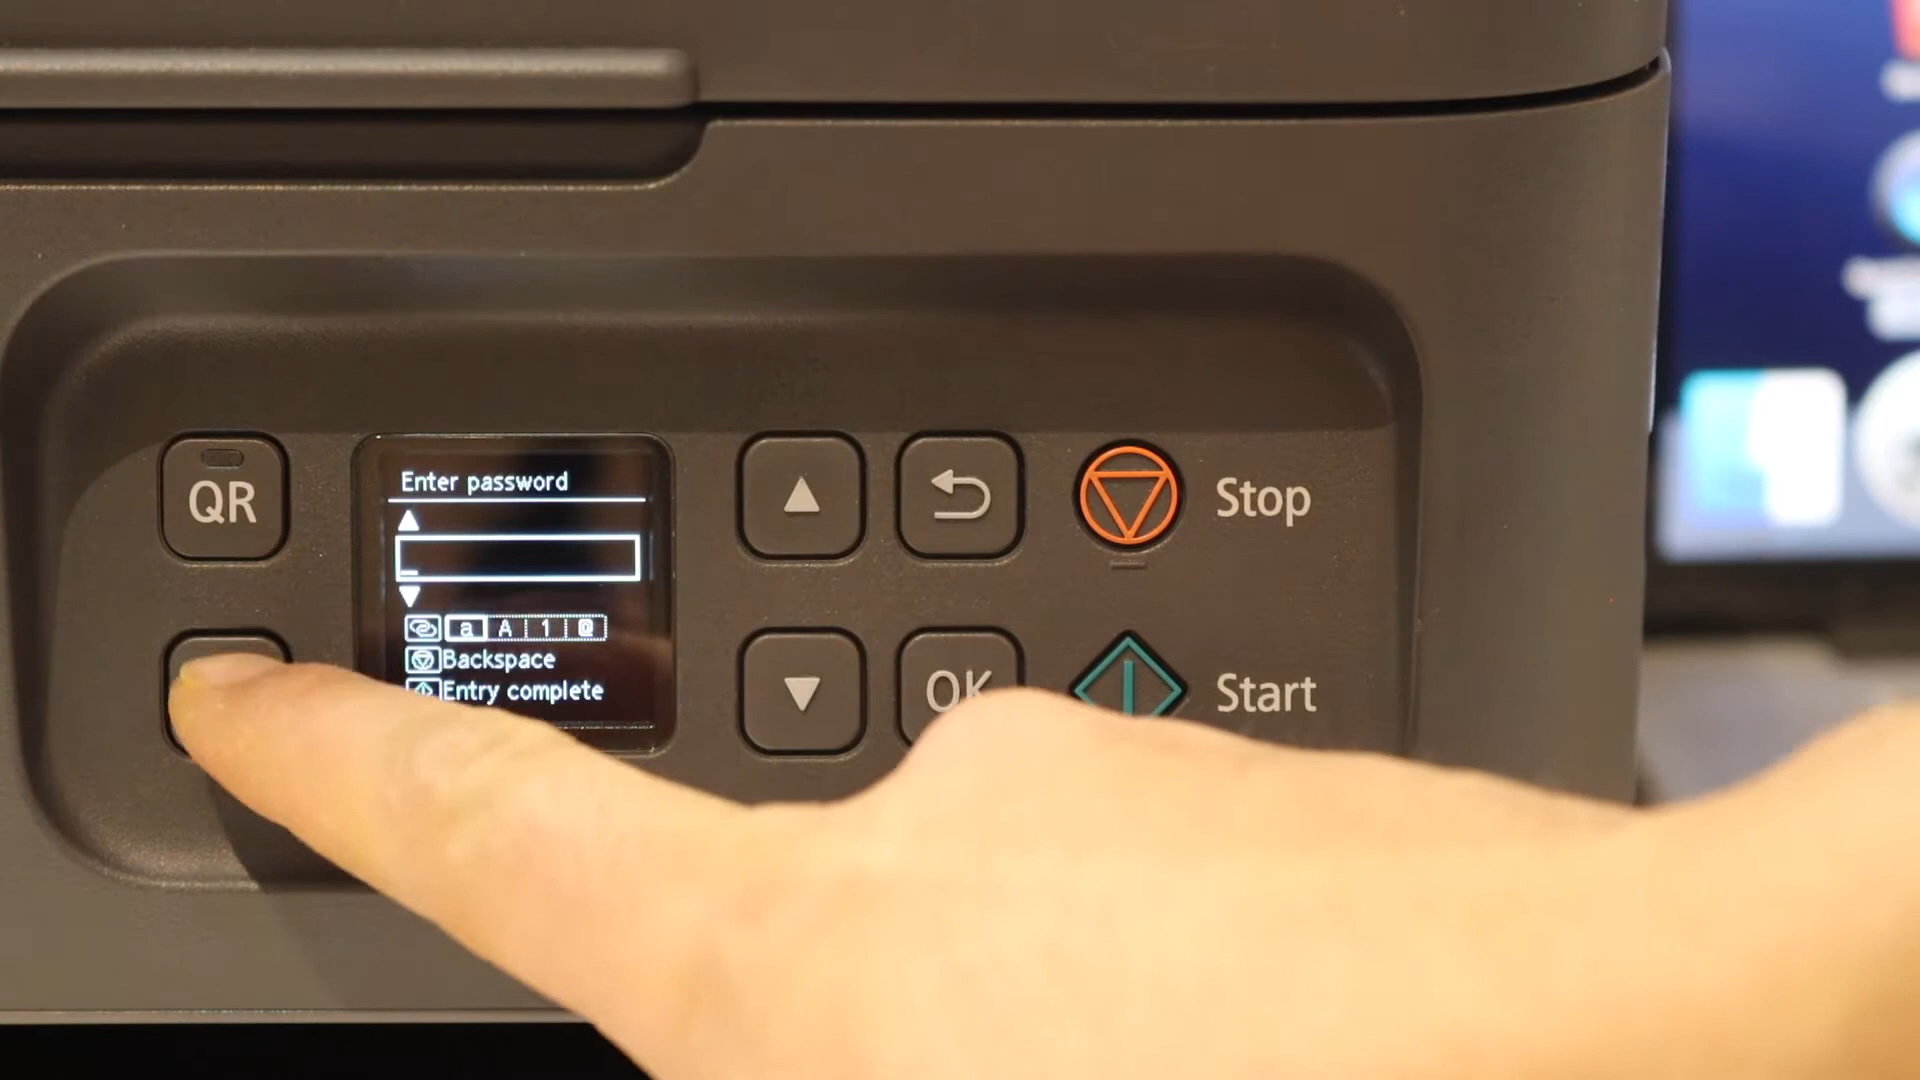 QR
Enter password
a A 1 @
Backspace
Entry complete
Stop
OK
Start